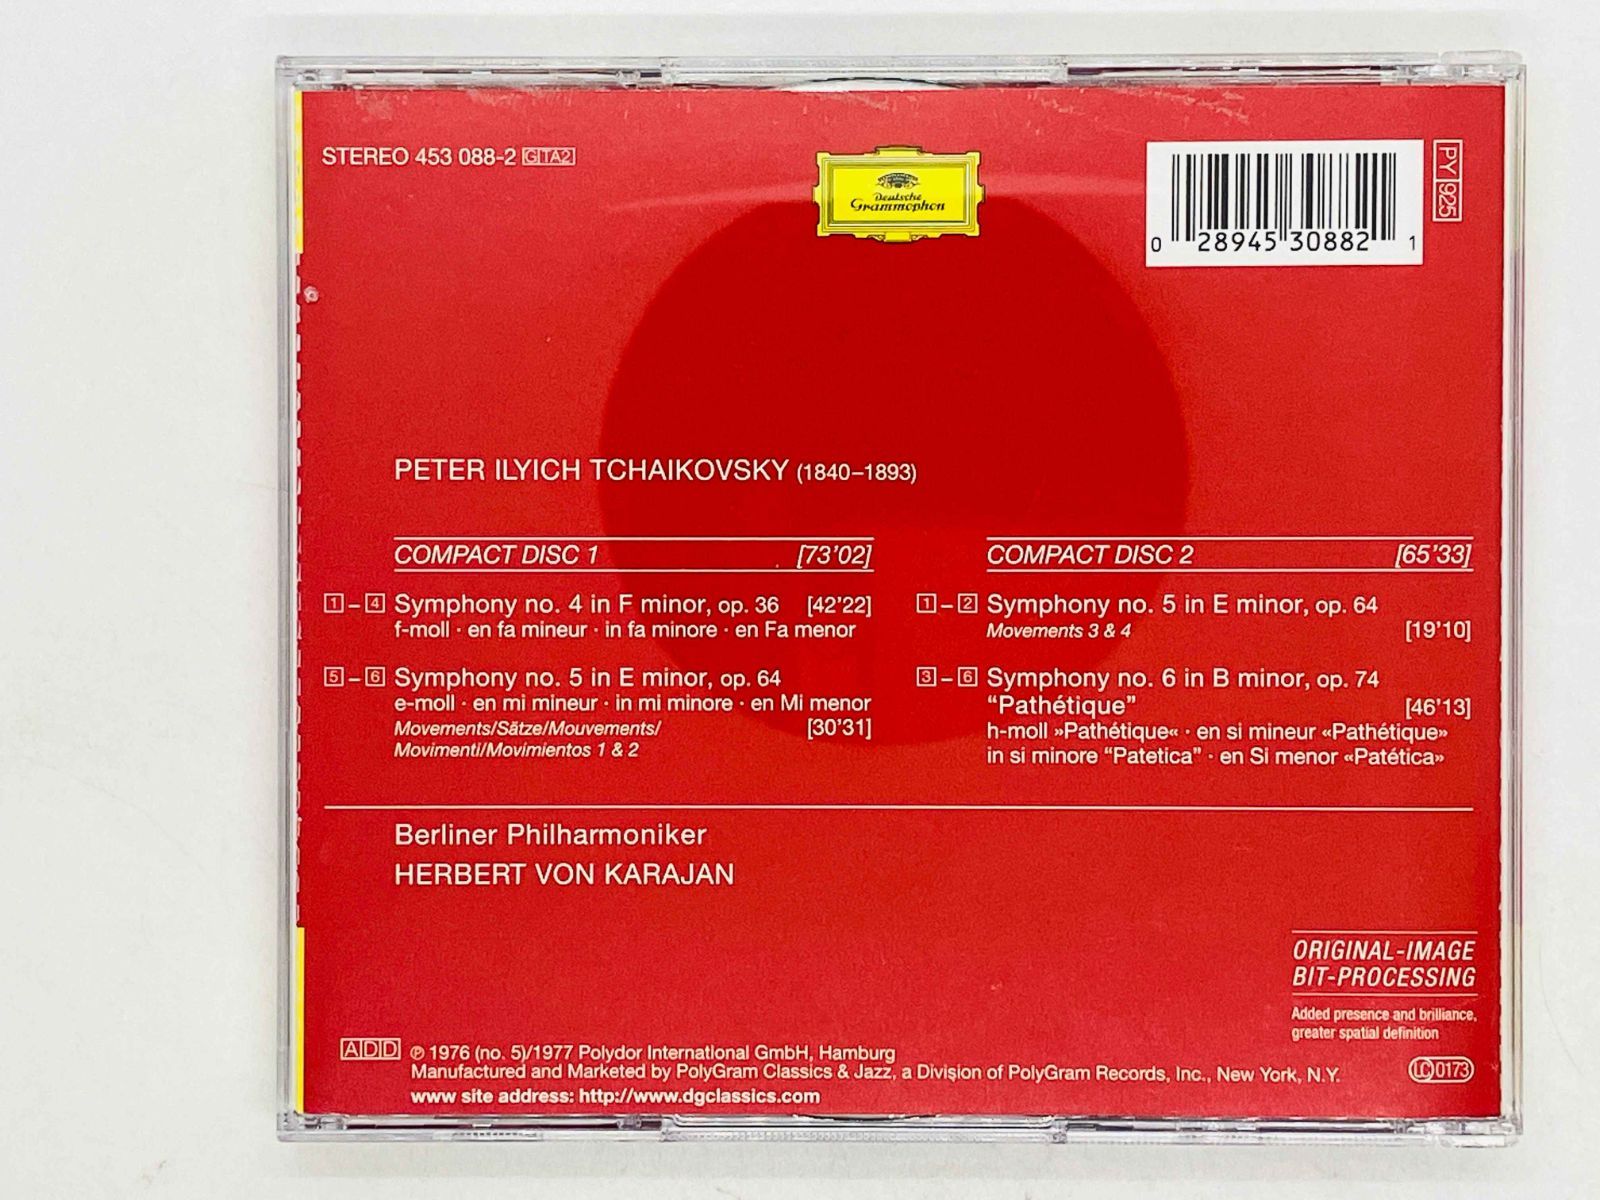 STEREO 453 088-2 GTA2
Deutsche
Grammophon
0 28945 30882 1
PY 925
PETER ILYICH TCHAIKOVSKY (1840–1893)
COMPACT DISC 1 [73'02]
1 – 4 Symphony no. 4 in F minor, op. 36 [42'22]
f-moll · en fa mineur · in fa minore · en Fa menor
5 – 6 Symphony no. 5 in E minor, op. 64
e-moll · en mi mineur · in mi minore · en Mi menor
Movements/Sätze/Mouvements/ [30'31]
Movimenti/Movimientos 1 & 2
COMPACT DISC 2 [65'33]
1 – 2 Symphony no. 5 in E minor, op. 64
Movements 3 & 4 [19'10]
3 – 6 Symphony no. 6 in B minor, op. 74
“Pathétique” [46'13]
h-moll »Pathétique« · en si mineur «Pathétique»
in si minore “Patetica” · en Si menor «Patética»
Berliner Philharmoniker
HERBERT VON KARAJAN
ORIGINAL-IMAGE
BIT-PROCESSING
Added presence and brilliance,
greater spatial definition
ADD ℗ 1976 (no. 5)/1977 Polydor International GmbH, Hamburg
Manufactured and Marketed by PolyGram Classics & Jazz, a Division of PolyGram Records, Inc., New York, N.Y.
LC 0173
www site address: http://www.dgclassics.com